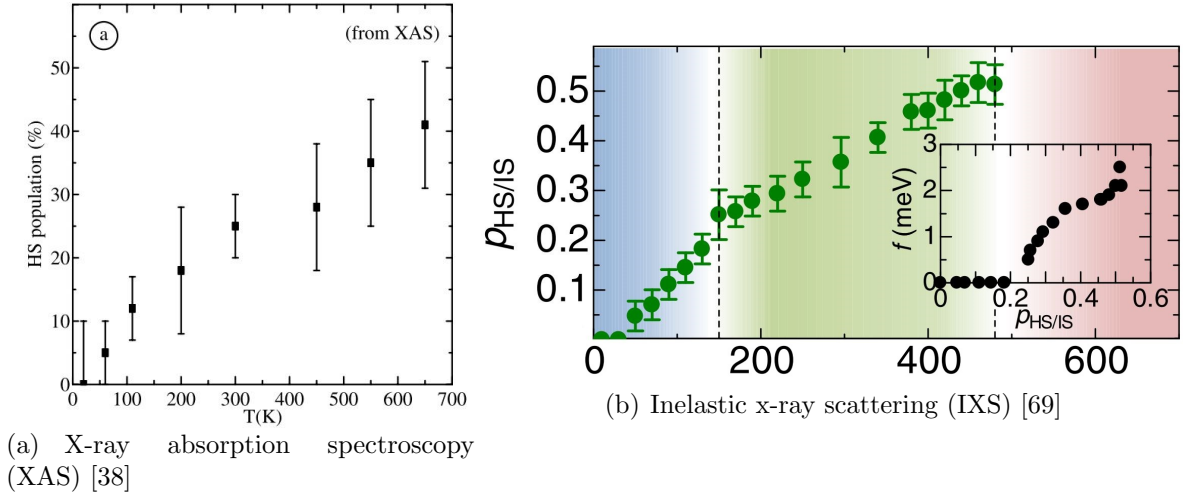 a
(from XAS)
HS population (%)
50
40
30
20
10
0
0 100 200 300 400 500 600 700
T(K)
(a) X-ray absorption spectroscopy
(XAS) [38]
pHS/IS
0.5
0.4
0.3
0.2
0.1
0 200 400 600
f (meV)
3
2
1
0
0 0.2 0.4 0.6
pHS/IS
(b) Inelastic x-ray scattering (IXS) [69]